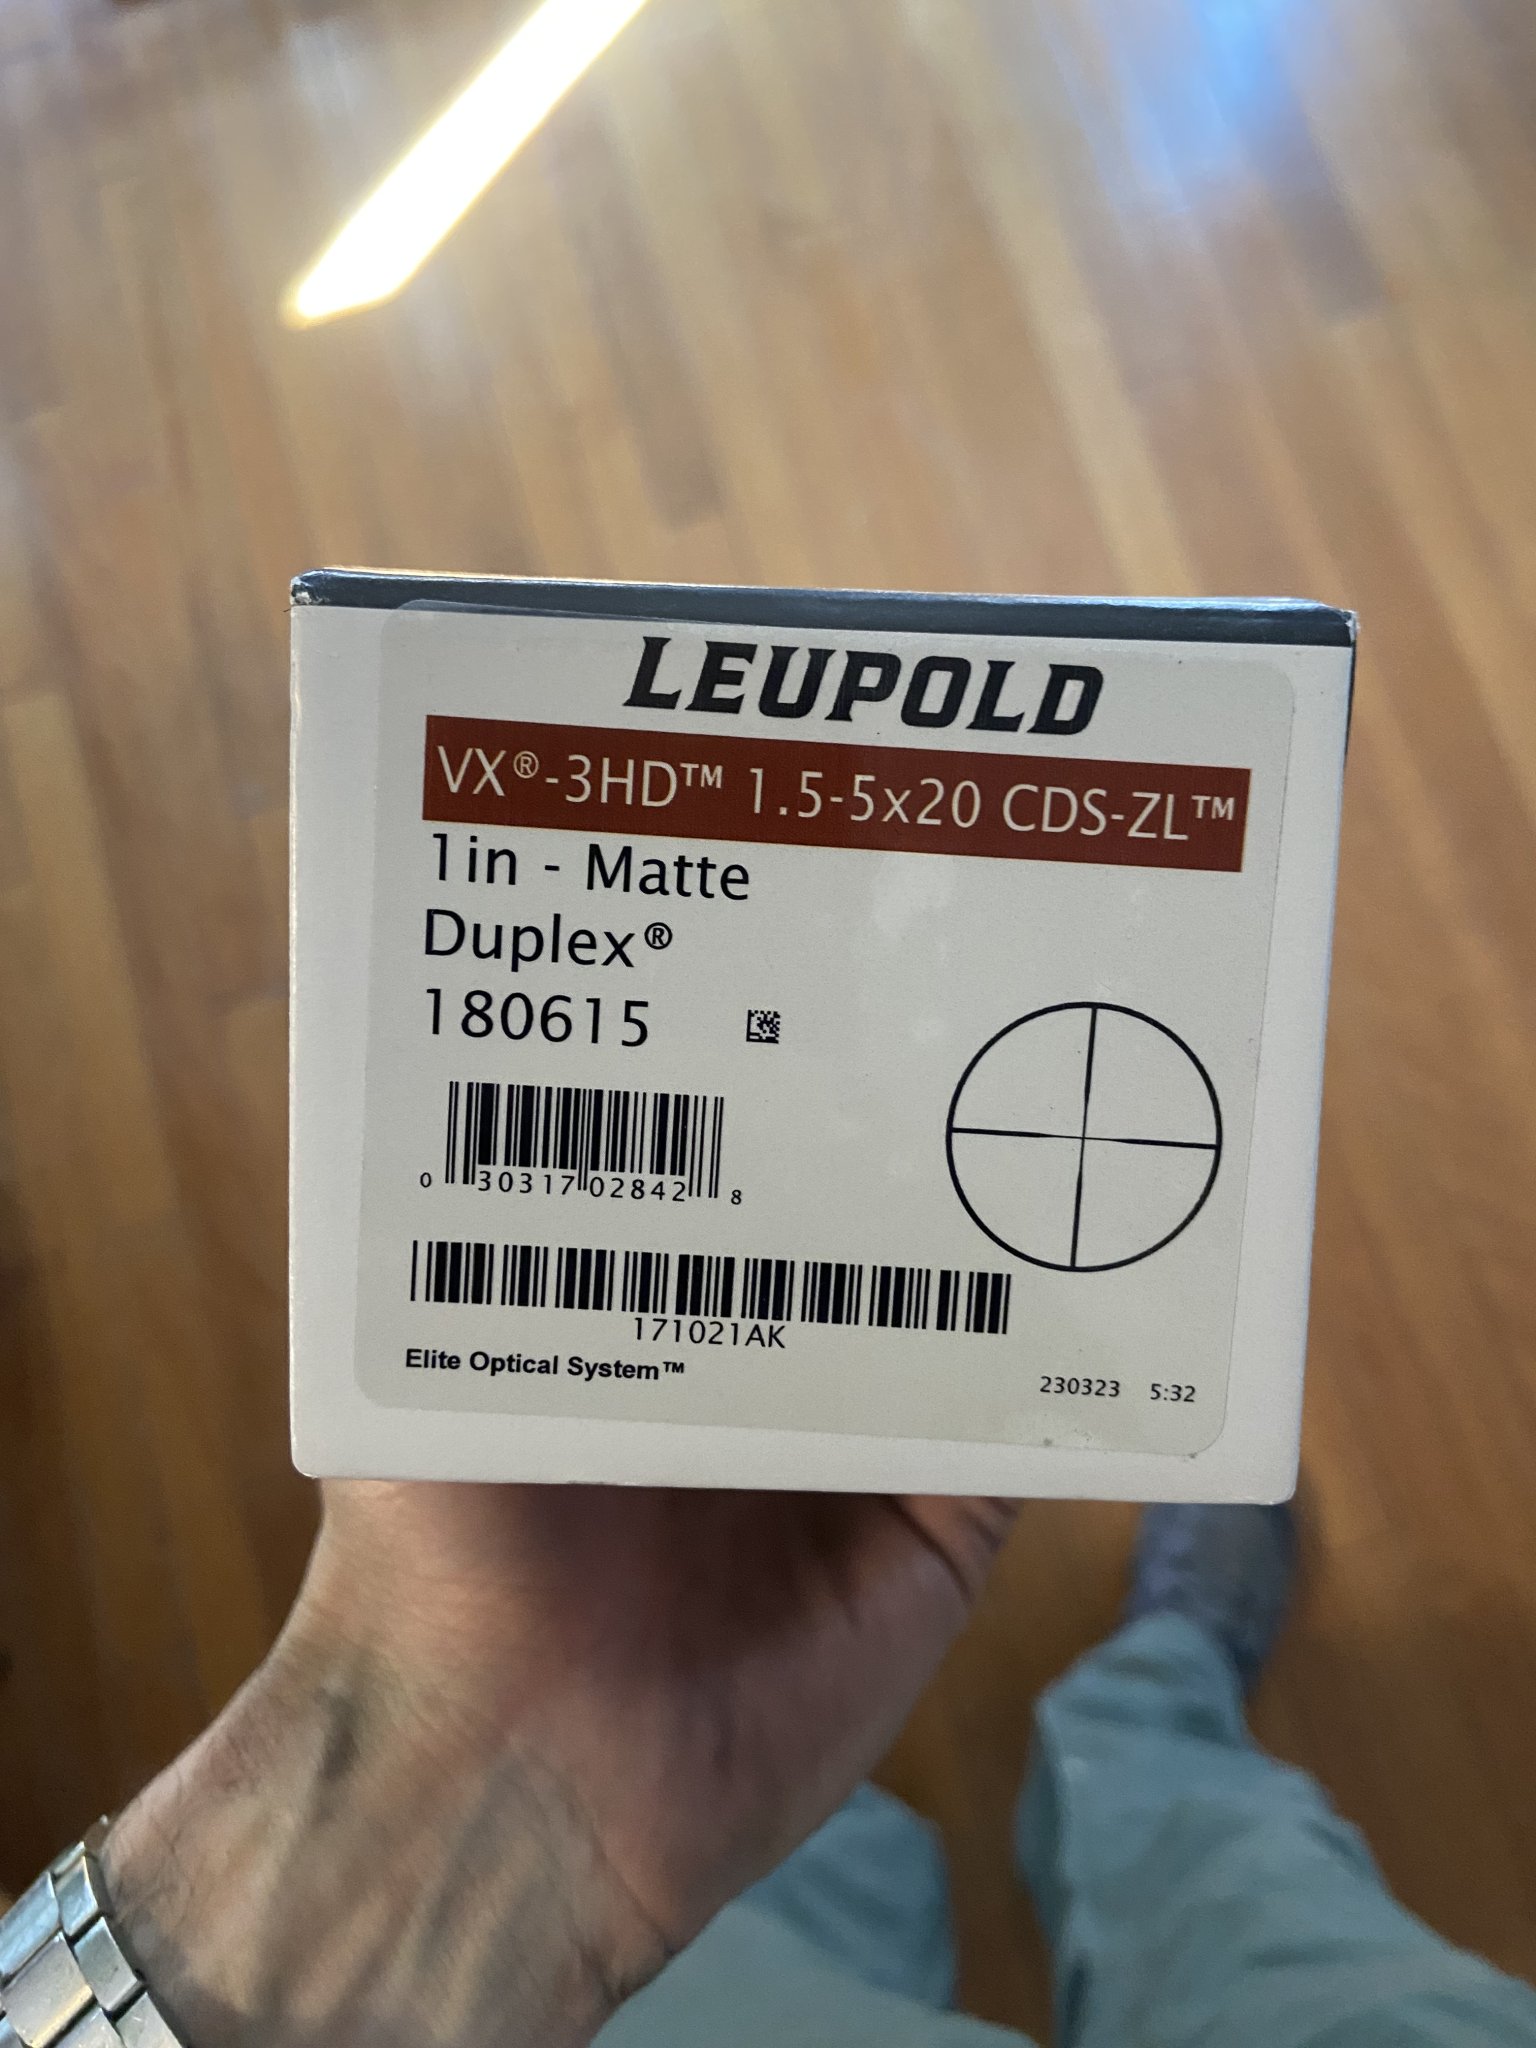 LEUPOLD
VX®-3HD™ 1.5-5x20 CDS-ZL™
1in - Matte
Duplex®
180615
0 30317 02842 8
171021AK
Elite Optical System™
230323 5:32